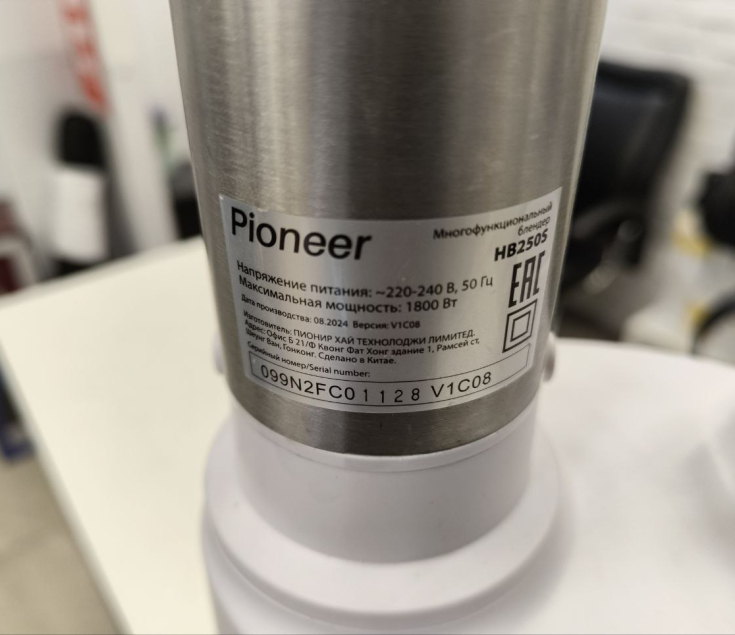 Pioneer
Многофункциональный
блендер
HB250S
Напряжение питания: ~220-240 В, 50 Гц
Максимальная мощность: 1800 Вт
Дата производства: 08.2024 Версия: V1C08
EAC
Изготовитель: ПИОНИР ХАЙ ТЕХНОЛОДЖИ ЛИМИТЕД.
Адрес: Офис Б 21/Ф Квонг Фат Хонг здание 1, Рамсей ст,
Шеунг Ван, Гонконг. Сделано в Китае.
Серийный номер/Serial number:
099N2FC01128 V1C08